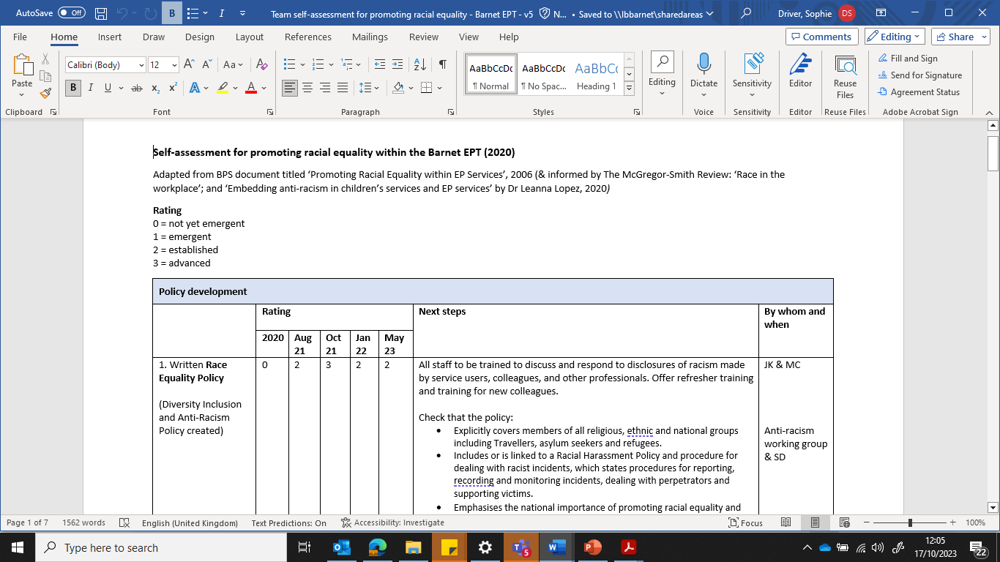 AutoSave Off
B
I
Team self-assessment for promoting racial equality - Barnet EPT - v5
N... • Saved to \\lbbarnet\sharedareas
Driver, Sophie DS
File Home Insert Draw Design Layout References Mailings Review View Help
Comments Editing Share
Paste
Calibri (Body) 12
A A Aa A
B I U ab x₂ x² A A
AaBbCcDc AaBbCcDc AaBbC(
¶ Normal ¶ No Spac... Heading 1
Editing
Dictate
Sensitivity
Editor
Reuse
Files
Fill and Sign
Send for Signature
Agreement Status
Clipboard Font Paragraph Styles Voice Sensitivity Editor Reuse Files Adobe Acrobat Sign
Self-assessment for promoting racial equality within the Barnet EPT (2020)
Adapted from BPS document titled ‘Promoting Racial Equality within EP Services’, 2006 (& informed by The McGregor-Smith Review: ‘Race in the
workplace’; and ‘Embedding anti-racism in children’s services and EP services’ by Dr Leanna Lopez, 2020)
Rating
0 = not yet emergent
1 = emergent
2 = established
3 = advanced
Policy development
Rating
Next steps
By whom and
when
2020 Aug Oct Jan May
21 21 22 23
1. Written Race
Equality Policy
(Diversity Inclusion
and Anti-Racism
Policy created)
0 2 3 2 2
All staff to be trained to discuss and respond to disclosures of racism made
by service users, colleagues, and other professionals. Offer refresher training
and training for new colleagues.
Check that the policy:
• Explicitly covers members of all religious, ethnic and national groups
including Travellers, asylum seekers and refugees.
• Includes or is linked to a Racial Harassment Policy and procedure for
dealing with racist incidents, which states procedures for reporting,
recording and monitoring incidents, dealing with perpetrators and
supporting victims.
• Emphasises the national importance of promoting racial equality and
JK & MC
Anti-racism
working group
& SD
Page 1 of 7 1562 words English (United Kingdom) Text Predictions: On Accessibility: Investigate Focus 100%
Type here to search
5
12:05
17/10/2023
22